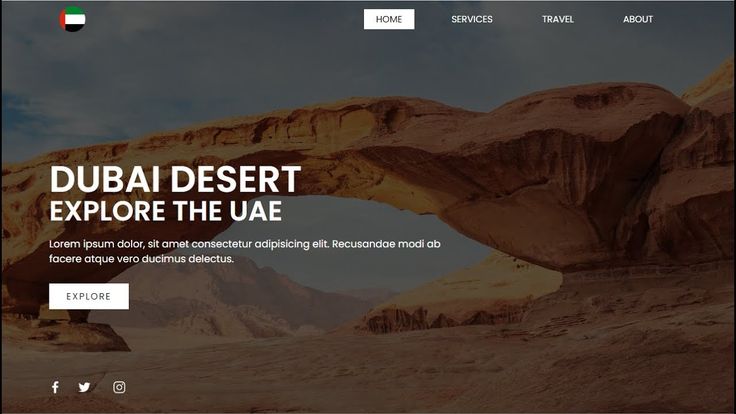 HOME
SERVICES
TRAVEL
ABOUT
DUBAI DESERT
EXPLORE THE UAE
Lorem ipsum dolor, sit amet consectetur adipisicing elit. Recusandae modi ab
facere atque vero ducimus delectus.
EXPLORE